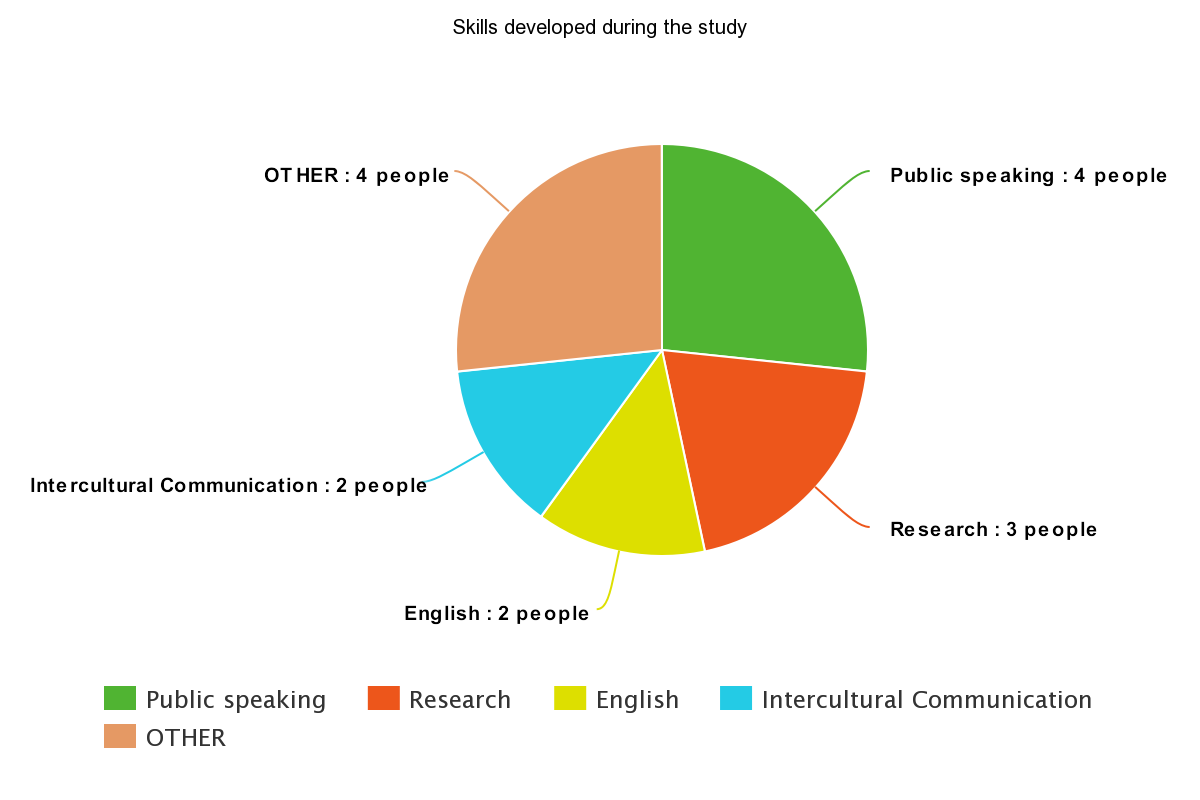 Skills developed during the study
OTHER : 4 people
Public speaking : 4 people
Intercultural Communication : 2 people
Research : 3 people
English : 2 people
Public speaking
Research
English
Intercultural Communication
OTHER